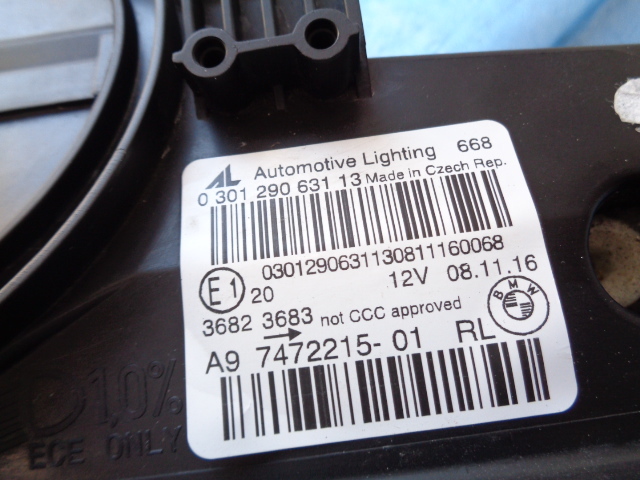 AL Automotive Lighting 668
0 301 290 631 13 Made in Czech Rep.
0301290631130811160068
E1 20 12V 08.11.16
BMW
3682 3683 not CCC approved
A9 7472215-01 RL
1,0%
ECE ONLY